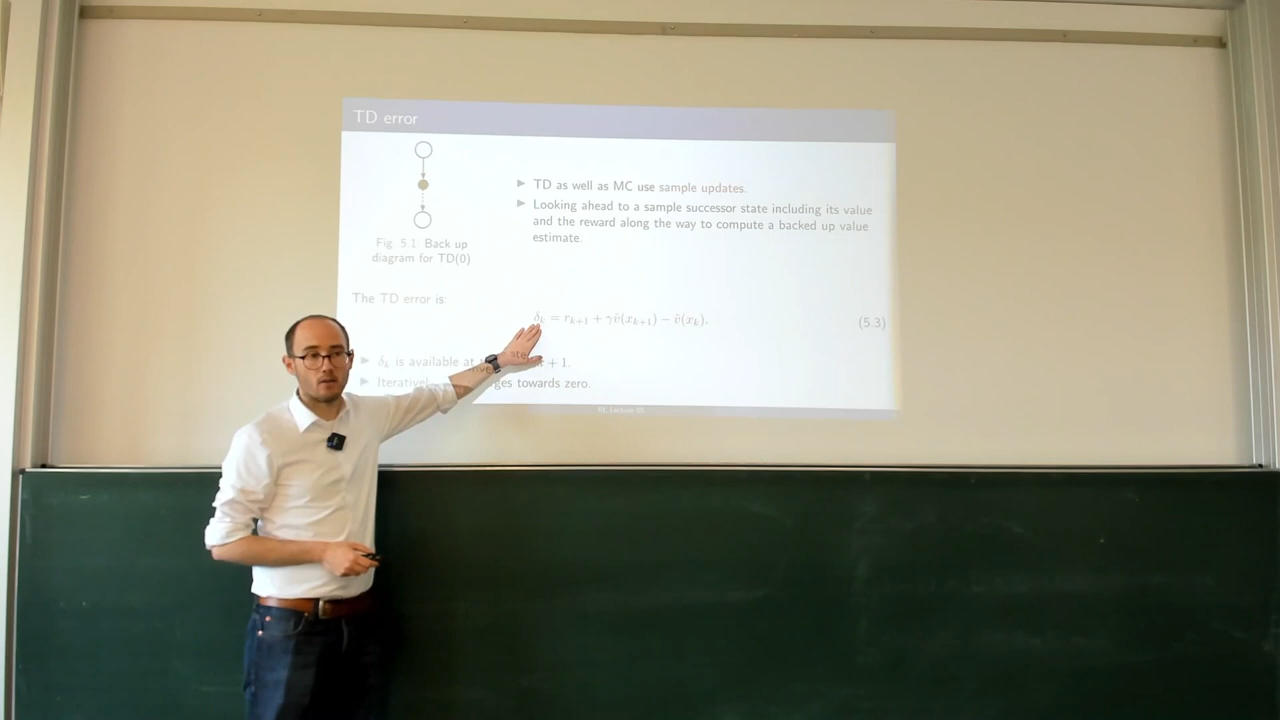 TD error
▶ TD as well as MC use sample updates.
▶ Looking ahead to a sample successor state including its value
and the reward along the way to compute a backed up value
estimate.
Fig. 5.1: Back up
diagram for TD(0)
The TD error is:
δₖ = rₖ₊₁ + γv̂(xₖ₊₁) − v̂(xₖ).
(5.3)
▶ δₖ is available at + 1.
▶ towards zero.
RL Lecture 05